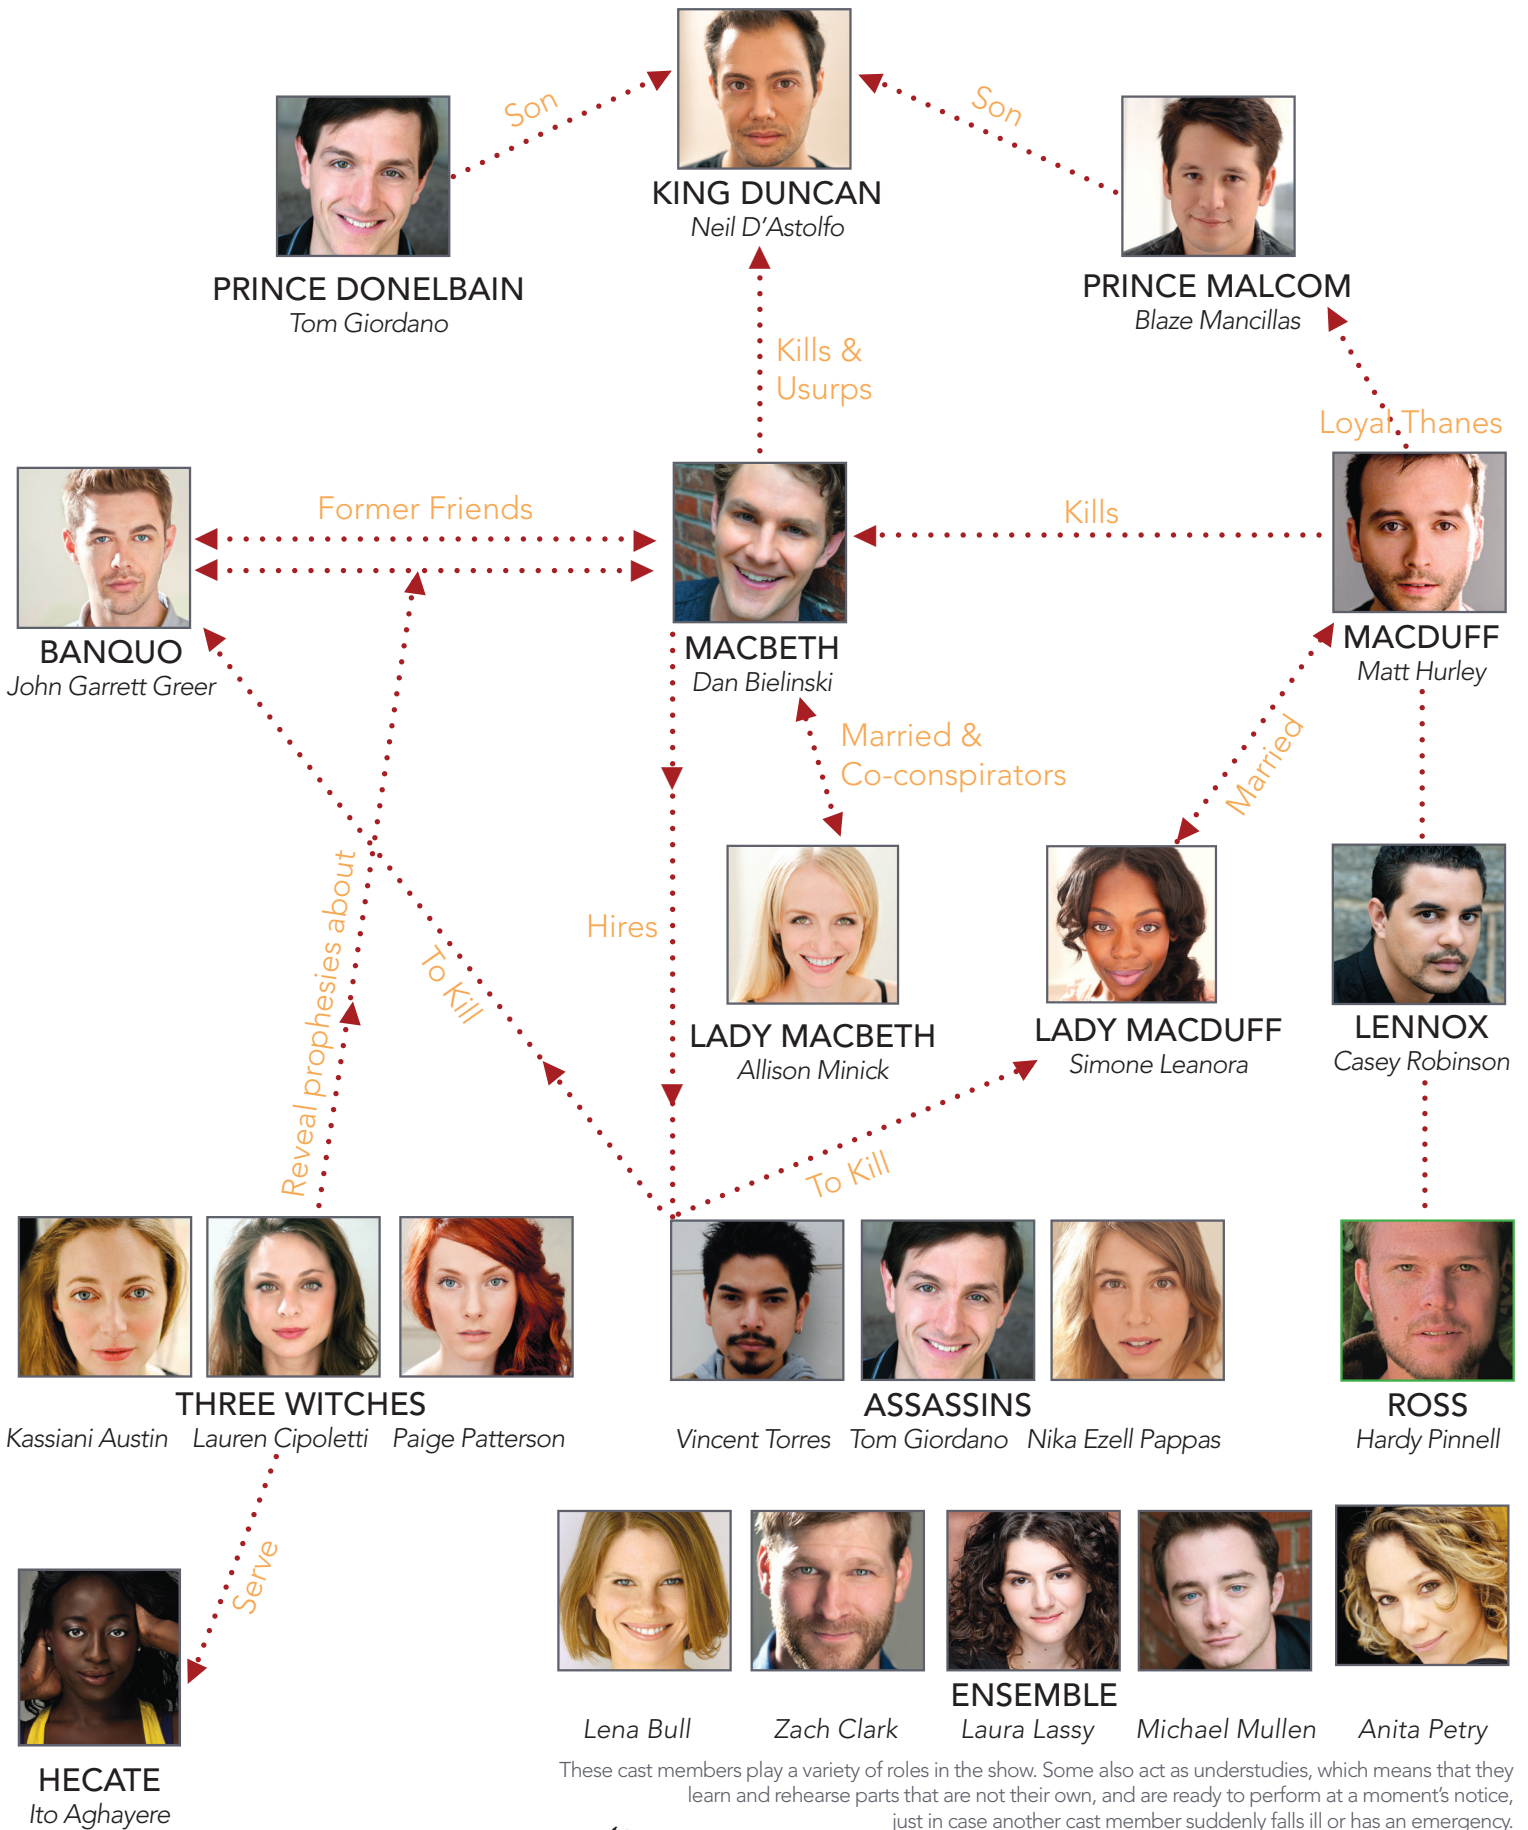 Son
Son
KING DUNCAN
Neil D'Astolfo
PRINCE DONELBAIN
Tom Giordano
PRINCE MALCOM
Blaze Mancillas
Kills &
Usurps
Loyal Thanes
Former Friends
Kills
BANQUO
John Garrett Greer
MACBETH
Dan Bielinski
MACDUFF
Matt Hurley
Married &
Co-conspirators
Married
Reveal prophesies about
To Kill
Hires
LADY MACBETH
Allison Minick
LADY MACDUFF
Simone Leanora
LENNOX
Casey Robinson
To Kill
THREE WITCHES
Kassiani Austin Lauren Cipoletti Paige Patterson
ASSASSINS
Vincent Torres Tom Giordano Nika Ezell Pappas
ROSS
Hardy Pinnell
Serve
HECATE
Ito Aghayere
ENSEMBLE
Lena Bull Zach Clark Laura Lassy Michael Mullen Anita Petry
These cast members play a variety of roles in the show. Some also act as understudies, which means that they
learn and rehearse parts that are not their own, and are ready to perform at a moment's notice,
just in case another cast member suddenly falls ill or has an emergency.